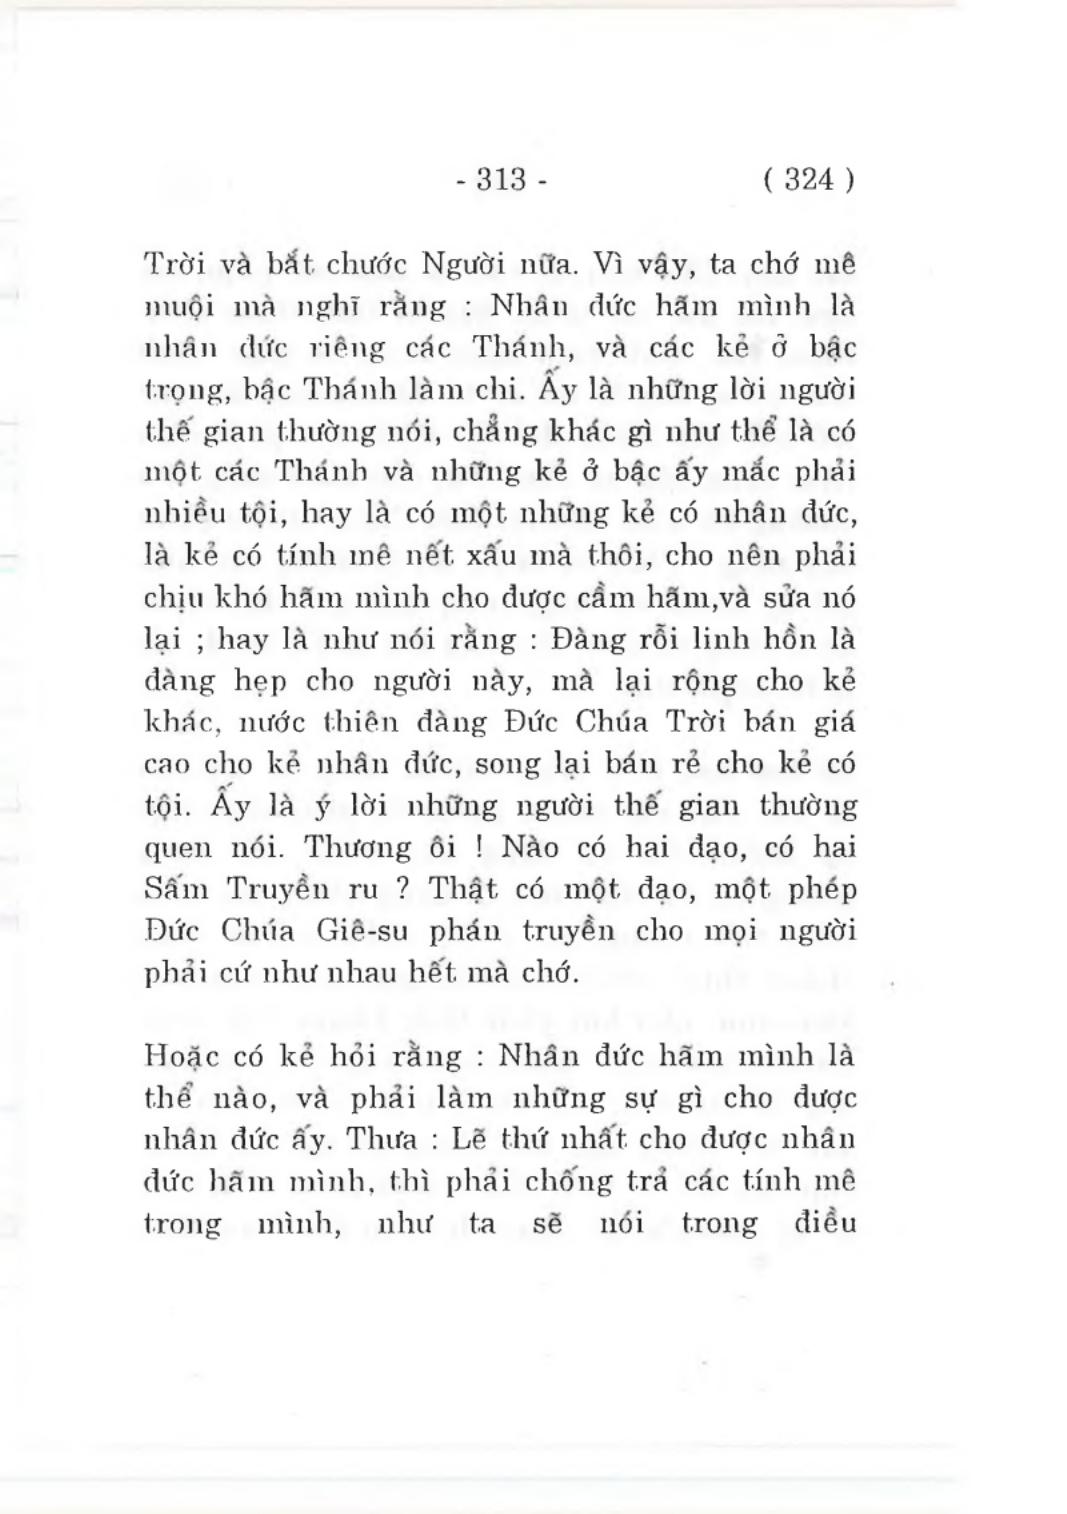 - 313 - ( 324 )
Trời và bắt chước Người nữa. Vì vậy, ta chớ mê
muội mà nghĩ rằng : Nhân đức hãm mình là
nhân đức riêng các Thánh, và các kẻ ở bậc
trọng, bậc Thánh làm chi. Ấy là những lời người
thế gian thường nói, chẳng khác gì như thể là có
một các Thánh và những kẻ ở bậc ấy mắc phải
nhiều tội, hay là có một những kẻ có nhân đức,
là kẻ có tính mê nết xấu mà thôi, cho nên phải
chịu khó hãm mình cho được cầm hãm,và sửa nó
lại ; hay là như nói rằng : Đàng rỗi linh hồn là
đàng hẹp cho người này, mà lại rộng cho kẻ
khác, nước thiên đàng Đức Chúa Trời bán giá
cao cho kẻ nhân đức, song lại bán rẻ cho kẻ có
tội. Ấy là ý lời những người thế gian thường
quen nói. Thương ôi ! Nào có hai đạo, có hai
Sấm Truyền ru ? Thật có một đạo, một phép
Đức Chúa Giê-su phán truyền cho mọi người
phải cứ như nhau hết mà chớ.
Hoặc có kẻ hỏi rằng : Nhân đức hãm mình là
thể nào, và phải làm những sự gì cho được
nhân đức ấy. Thưa : Lẽ thứ nhất cho được nhân
đức hãm mình, thì phải chống trả các tính mê
trong mình, như ta sẽ nói trong điều